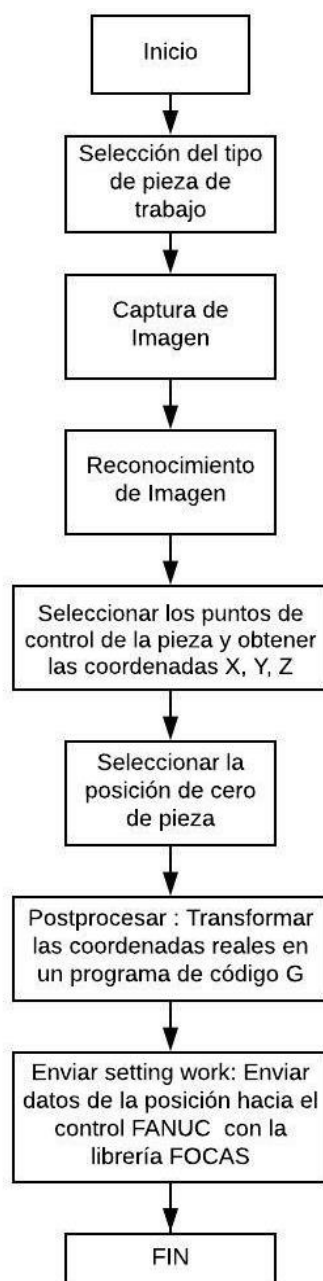 Inicio
Selección del tipo
de pieza de
trabajo
Captura de
Imagen
Reconocimiento
de Imagen
Seleccionar los puntos de
control de la pieza y obtener
las coordenadas X, Y, Z
Seleccionar la
posición de cero
de pieza
Postprocesar : Transformar
las coordenadas reales en
un programa de código G
Enviar setting work: Enviar
datos de la posición hacia el
control FANUC con la
librería FOCAS
FIN